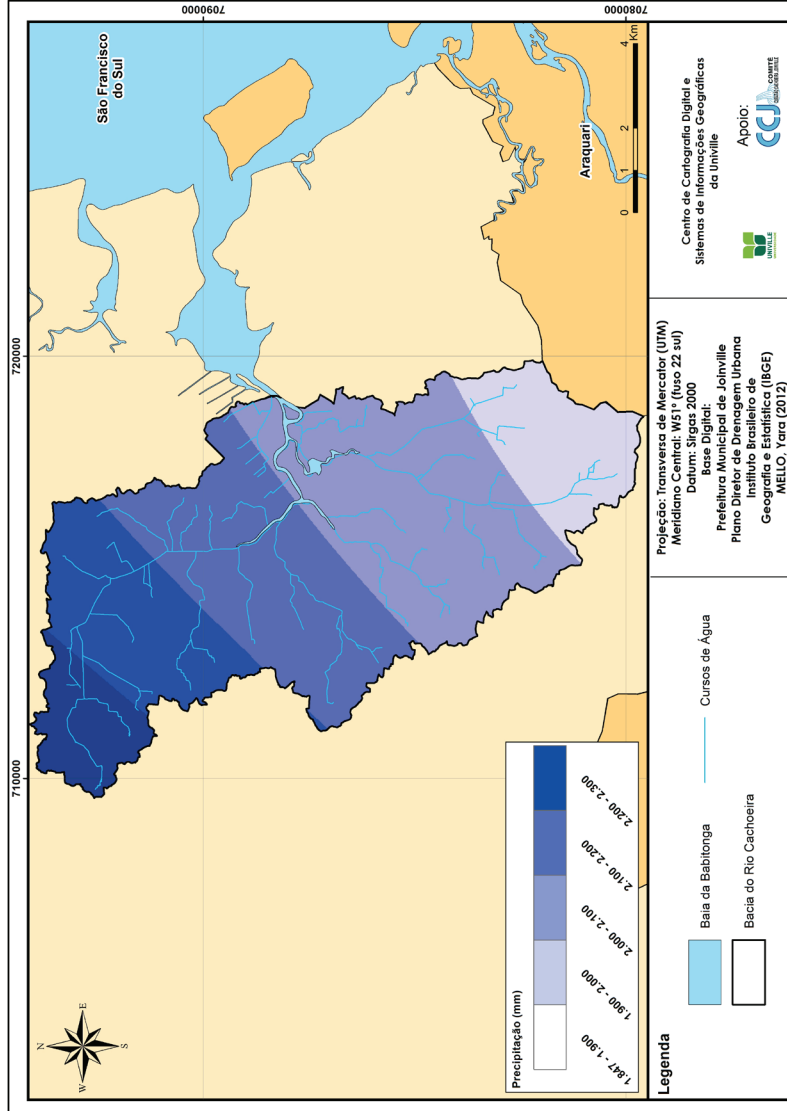 710000
720000
7090000
7080000
São Francisco
do Sul
Araquari
N
W
E
S
0
1
2
4
Km
Precipitação (mm)
1.847 - 1.900
1.900 - 2.000
2.000 - 2.100
2.100 - 2.200
2.200 - 2.300
Legenda
Baia da Babitonga
Cursos de Água
Bacia do Rio Cachoeira
Projeção: Transversa de Mercator (UTM)
Meridiano Central: W51° (fuso 22 sul)
Datum: Sirgas 2000
Base Digital:
Prefeitura Municipal de Joinville
Plano Diretor de Drenagem Urbana
Instituto Brasileiro de
Geografia e Estatística (IBGE)
MELLO, Yara (2012)
Centro de Cartografia Digital e
Sistemas de Informações Geográficas
da Univille
UNIVILLE
Apoio:
CCJ
COMITÊ